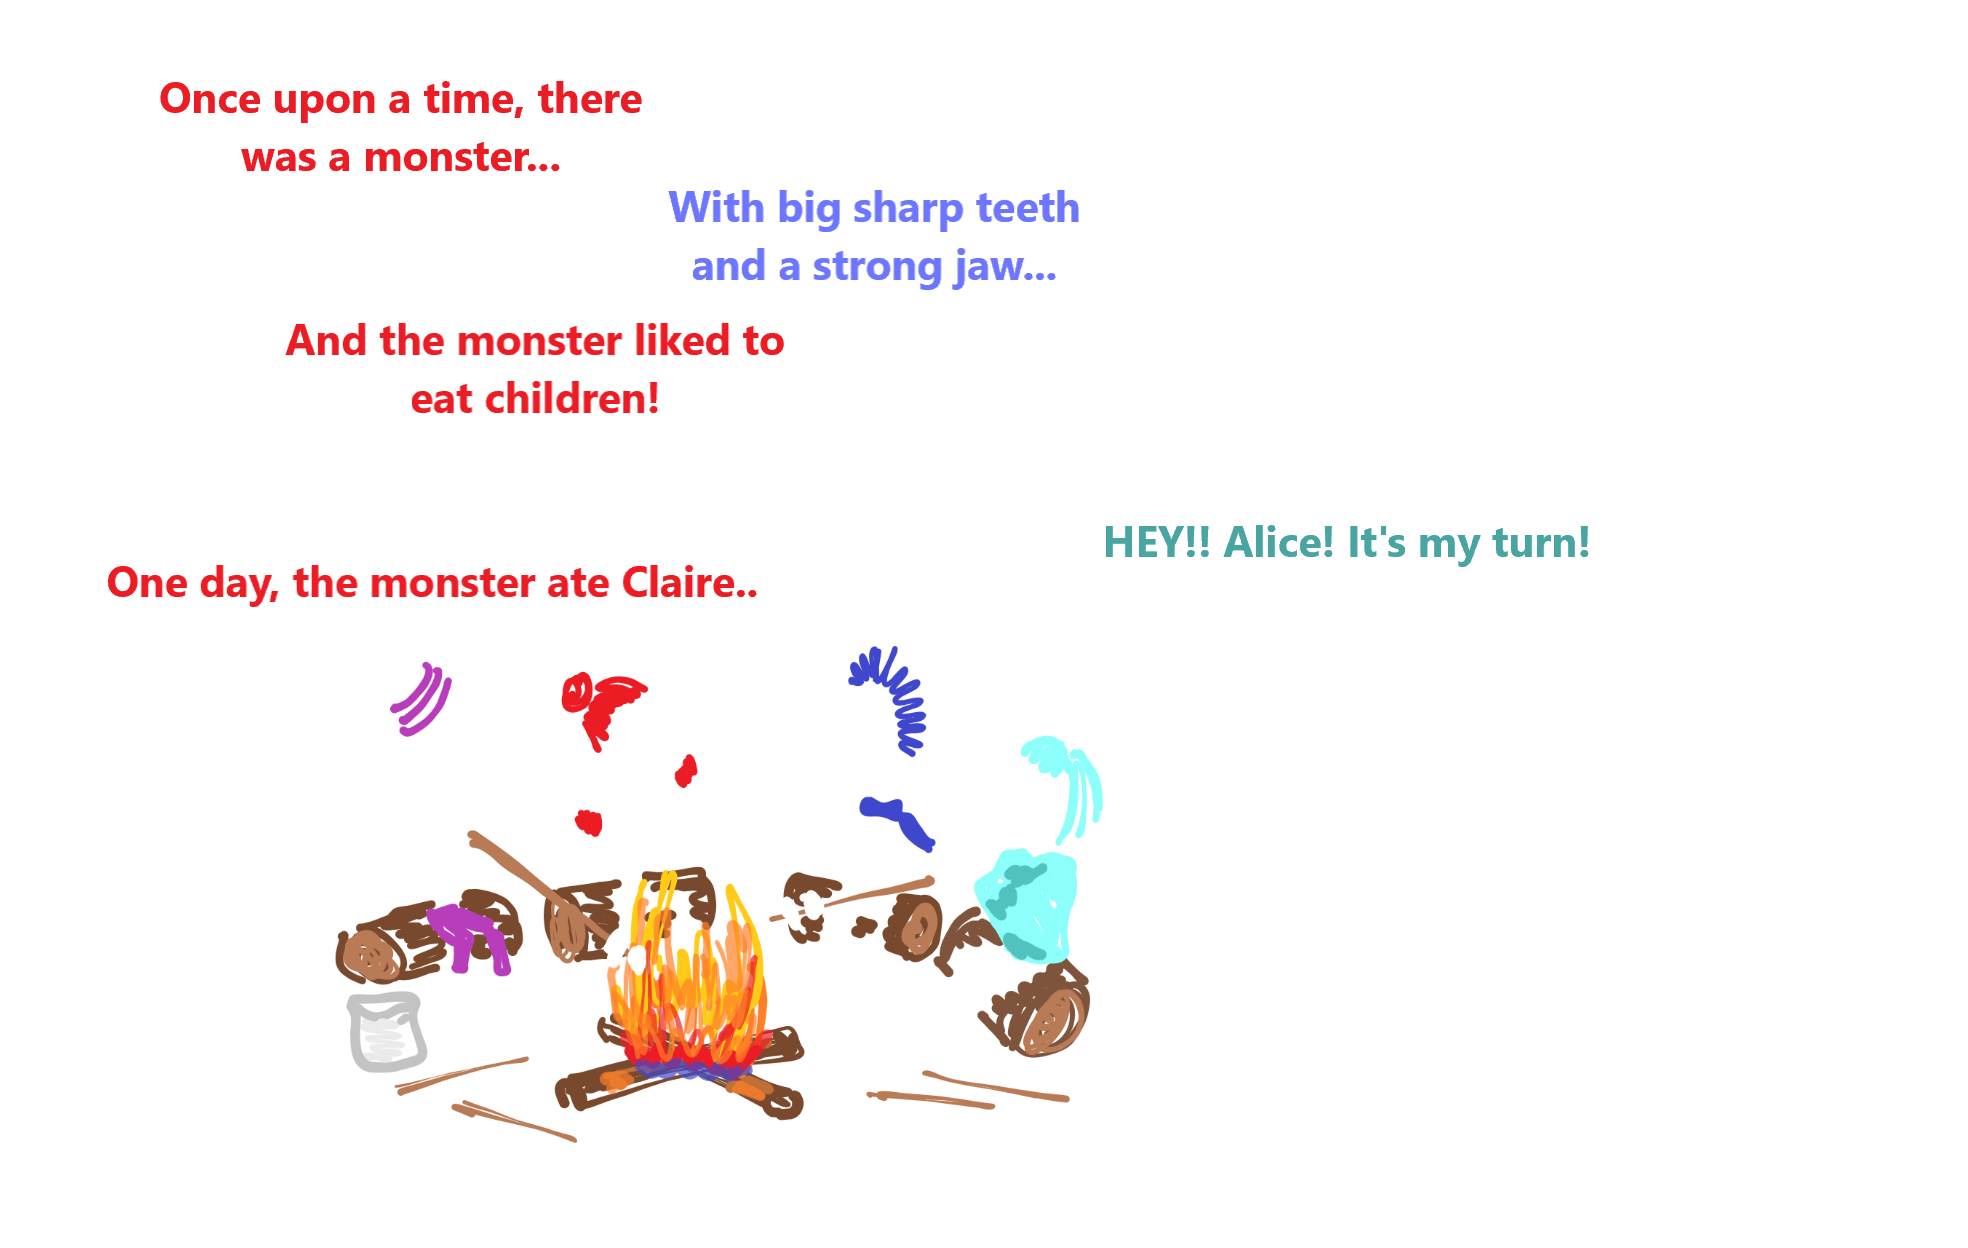 Once upon a time, there
was a monster...
With big sharp teeth
and a strong jaw...
And the monster liked to
eat children!
HEY!! Alice! It's my turn!
One day, the monster ate Claire..